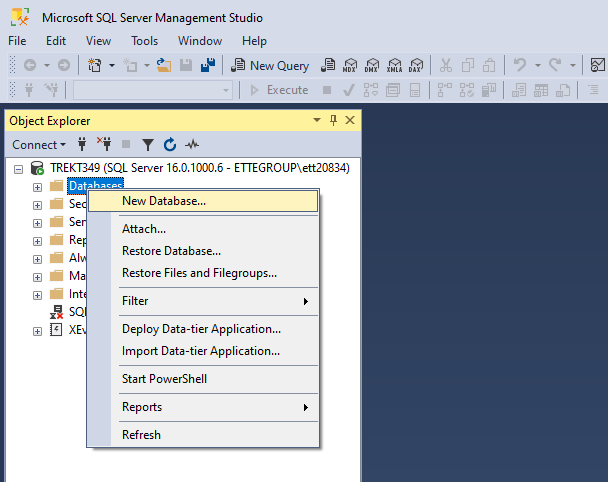 Microsoft SQL Server Management Studio
File Edit View Tools Window Help
New Query MDX DMX XMLA DAX
Execute
Object Explorer
Connect
TREKT349 (SQL Server 16.0.1000.6 - ETTEGROUP\ett20834)
Databases
New Database...
Sec
Attach...
Ser
Rep
Restore Database...
Alw
Restore Files and Filegroups...
Ma
Inte
Filter
SQL
XEv
Deploy Data-tier Application...
Import Data-tier Application...
Start PowerShell
Reports
Refresh